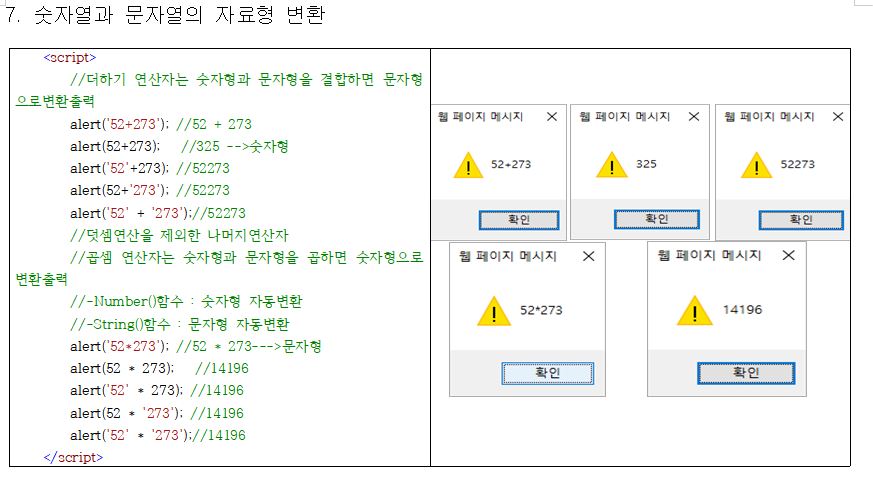 7. 숫자열과 문자열의 자료형 변환
<script>
//더하기 연산자는 숫자형과 문자형을 결합하면 문자형
으로변환출력
alert('52+273'); //52 + 273
alert(52+273); //325 -->숫자형
alert('52'+273); //52273
alert(52+'273'); //52273
alert('52' + '273');//52273
//덧셈연산을 제외한 나머지연산자
//곱셈 연산자는 숫자형과 문자형을 곱하면 숫자형으로
변환출력
//-Number()함수 : 숫자형 자동변환
//-String()함수 : 문자형 자동변환
alert('52*273'); //52 * 273--->문자형
alert(52 * 273); //14196
alert('52' * 273); //14196
alert(52 * '273'); //14196
alert('52' * '273');//14196
</script>
웹 페이지 메시지
52+273
확인
웹 페이지 메시지
325
확인
웹 페이지 메시지
52273
확인
웹 페이지 메시지
52*273
확인
웹 페이지 메시지
14196
확인